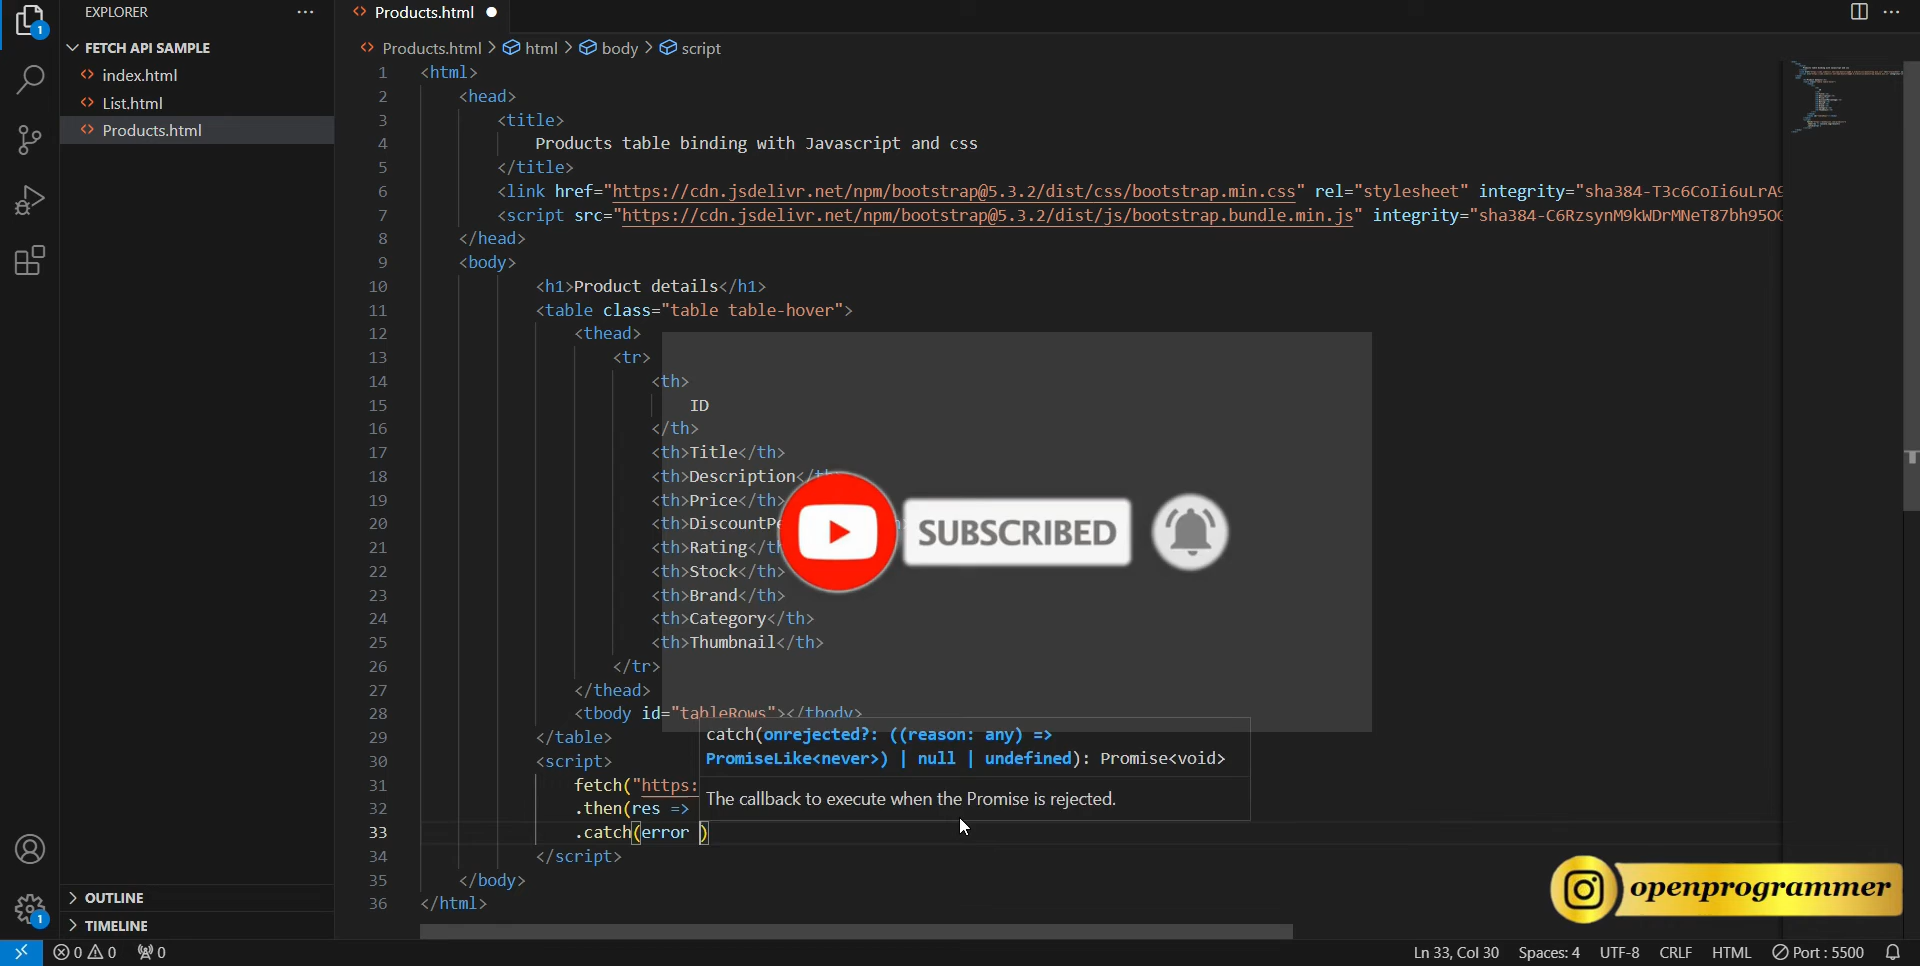 EXPLORER
Products.html
FETCH API SAMPLE
index.html
List.html
Products.html
1
Products.html > html > body > script
1 <html>
2 <head>
3 <title>
4 Products table binding with Javascript and css
5 </title>
6 <link href="https://cdn.jsdelivr.net/npm/bootstrap@5.3.2/dist/css/bootstrap.min.css" rel="stylesheet" integrity="sha384-T3c6CoIi6uLrA9
7 <script src="https://cdn.jsdelivr.net/npm/bootstrap@5.3.2/dist/js/bootstrap.bundle.min.js" integrity="sha384-C6RzsynM9kWDrMNeT87bh95OG
8 </head>
9 <body>
10 <h1>Product details</h1>
11 <table class="table table-hover">
12 <thead>
13 <tr>
14 <th>
15 ID
16 </th>
17 <th>Title</th>
18 <th>Description</th>
19 <th>Price</th>
20 <th>DiscountPe
21 <th>Rating</th
22 <th>Stock</th>
23 <th>Brand</th>
24 <th>Category</th>
25 <th>Thumbnail</th>
26 </tr>
27 </thead>
28 <tbody id="tableRows"></tbody>
29 </table>
30 <script>
31 fetch("https:
32 .then(res =>
33 .catch(error )
34 </script>
35 </body>
36 </html>
SUBSCRIBED
catch(onrejected?: ((reason: any) =>
PromiseLike<never>) | null | undefined): Promise<void>
The callback to execute when the Promise is rejected.
openprogrammer
OUTLINE
TIMELINE
1
0 0 0
Ln 33, Col 30 Spaces: 4 UTF-8 CRLF HTML Port : 5500